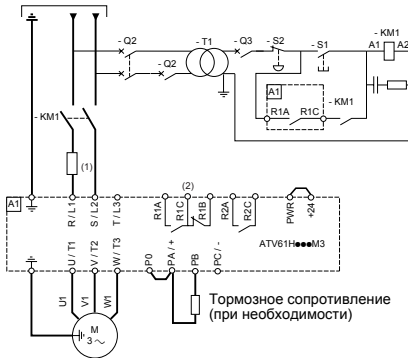 - Q2
- T1
- Q3
- S2
- S1
- KM1
A1
A2
- Q2
A1
R1A
R1C
- KM1
- KM1
(1)
(2)
A1
R / L1
S / L2
T / L3
R1A
R1C
R1B
R2A
R2C
PWR
+24
ATV61H●●●M3
U / T1
V / T2
W / T3
P0
PA / +
PB
PC / -
U1
V1
W1
M
3 ~
Тормозное сопротивление
(при необходимости)